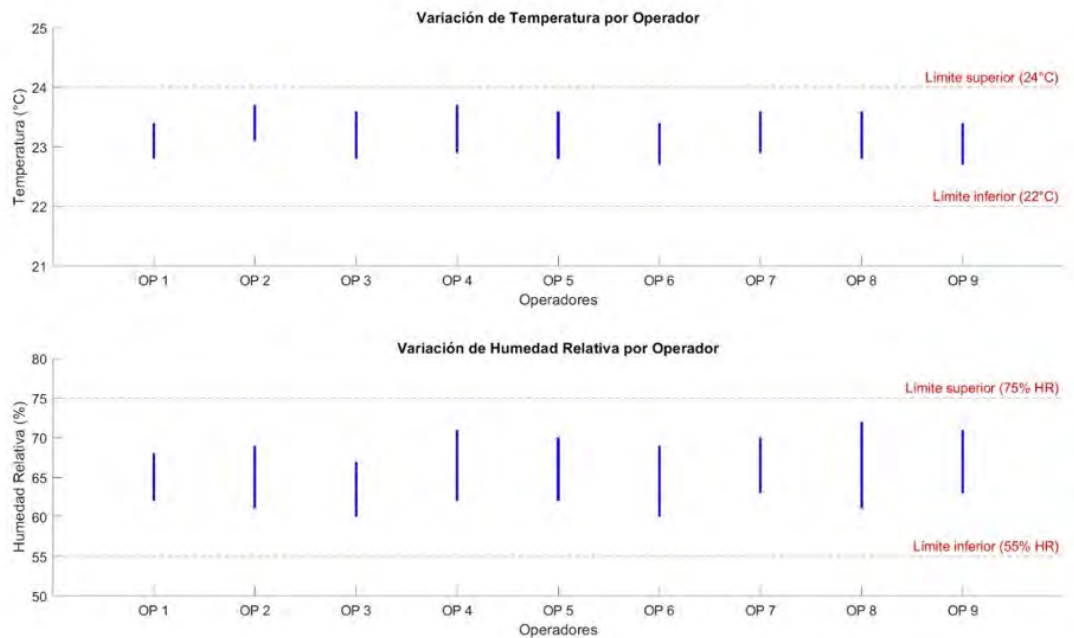 Variación de Temperatura por Operador
25
24
23
22
21
Temperatura (°C)
Límite superior (24°C)
Límite inferior (22°C)
OP 1 OP 2 OP 3 OP 4 OP 5 OP 6 OP 7 OP 8 OP 9
Operadores
Variación de Humedad Relativa por Operador
80
75
70
65
60
55
50
Humedad Relativa (%)
Límite superior (75% HR)
Límite inferior (55% HR)
OP 1 OP 2 OP 3 OP 4 OP 5 OP 6 OP 7 OP 8 OP 9
Operadores